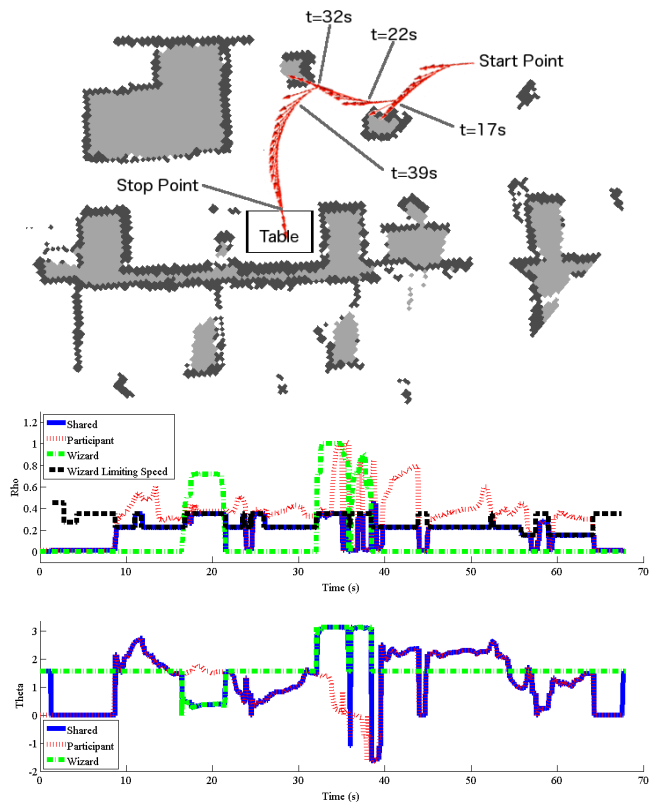 t=32s
t=22s
Start Point
t=17s
t=39s
Stop Point
Table
Shared
Participant
Wizard
Wizard Limiting Speed
Rho
1.2
1
0.8
0.6
0.4
0.2
0
0 10 20 30 40 50 60 70
Time (s)
Theta
3
2
1
0
-1
-2
Shared
Participant
Wizard
0 10 20 30 40 50 60 70
Time (s)